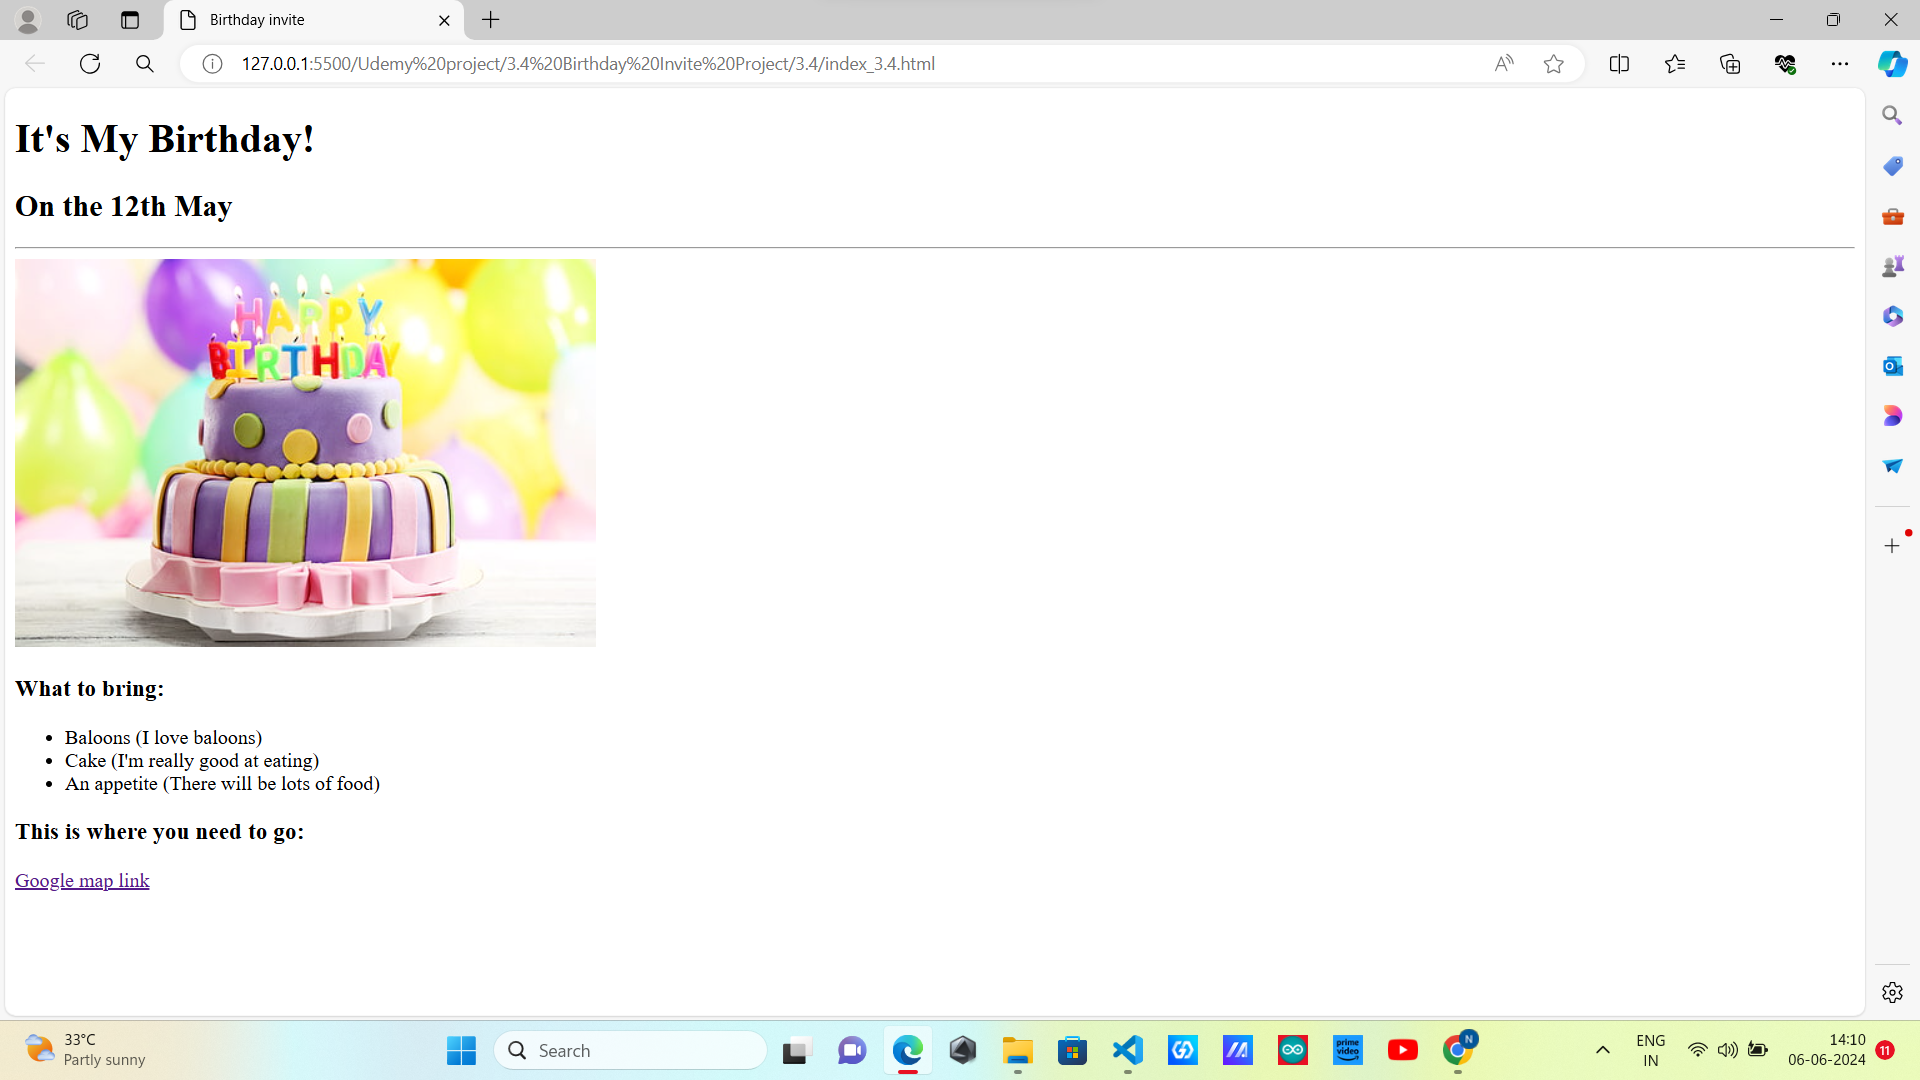 Birthday invite
127.0.0.1:5500/Udemy%20project/3.4%20Birthday%20Invite%20Project/3.4/index_3.4.html
It's My Birthday!
On the 12th May
HAPPY
BIRTHDAY
What to bring:
Baloons (I love baloons)
Cake (I'm really good at eating)
An appetite (There will be lots of food)
This is where you need to go:
Google map link
33°C
Partly sunny
Search
prime
video
N
ENG
IN
14:10
06-06-2024
11